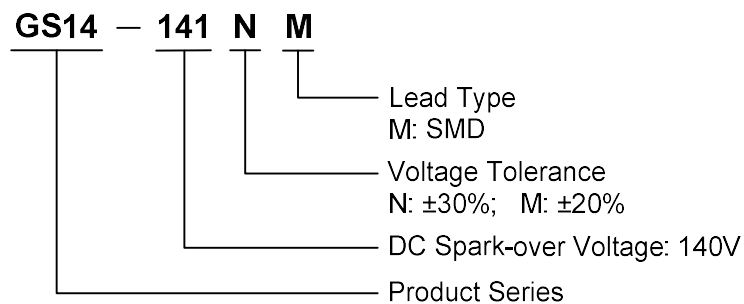 GS14 — 141 N M
Lead Type
M: SMD
Voltage Tolerance
N: ±30%; M: ±20%
DC Spark-over Voltage: 140V
Product Series